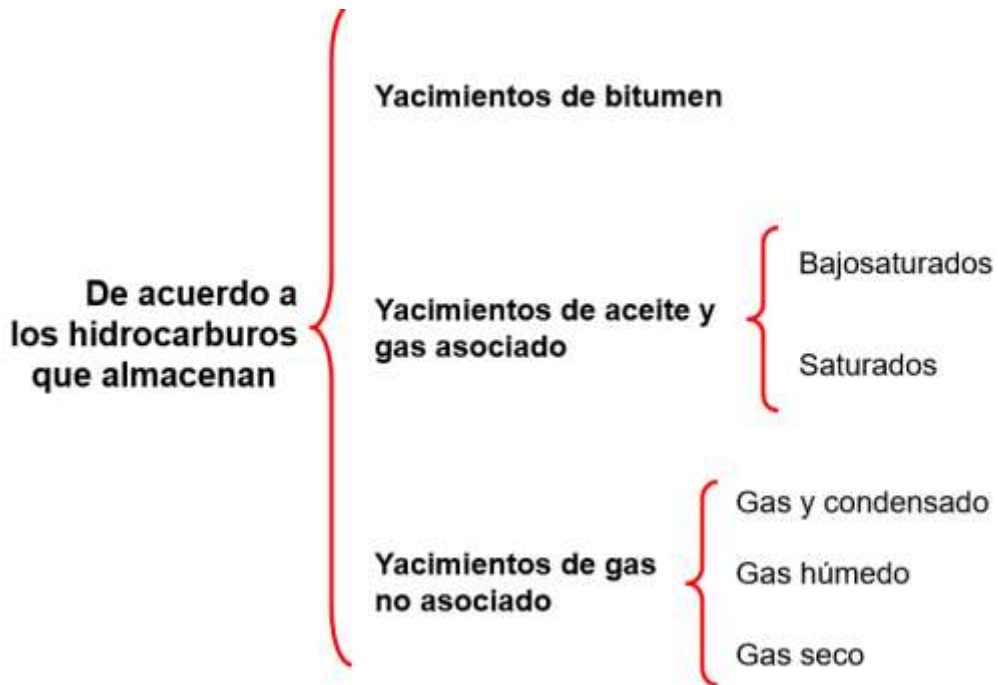 De acuerdo a
los hidrocarburos
que almacenan
Yacimientos de bitumen
Yacimientos de aceite y
gas asociado
Bajosaturados
Saturados
Yacimientos de gas
no asociado
Gas y condensado
Gas húmedo
Gas seco